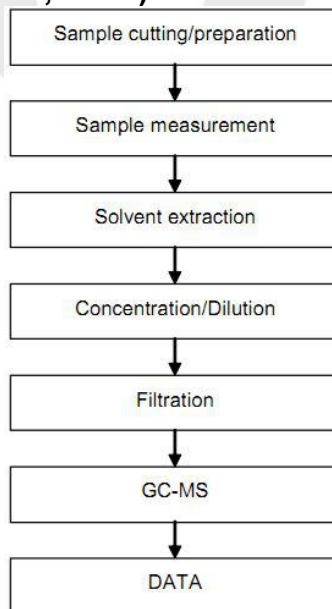 Sample cutting/preparation
Sample measurement
Solvent extraction
Concentration/Dilution
Filtration
GC-MS
DATA